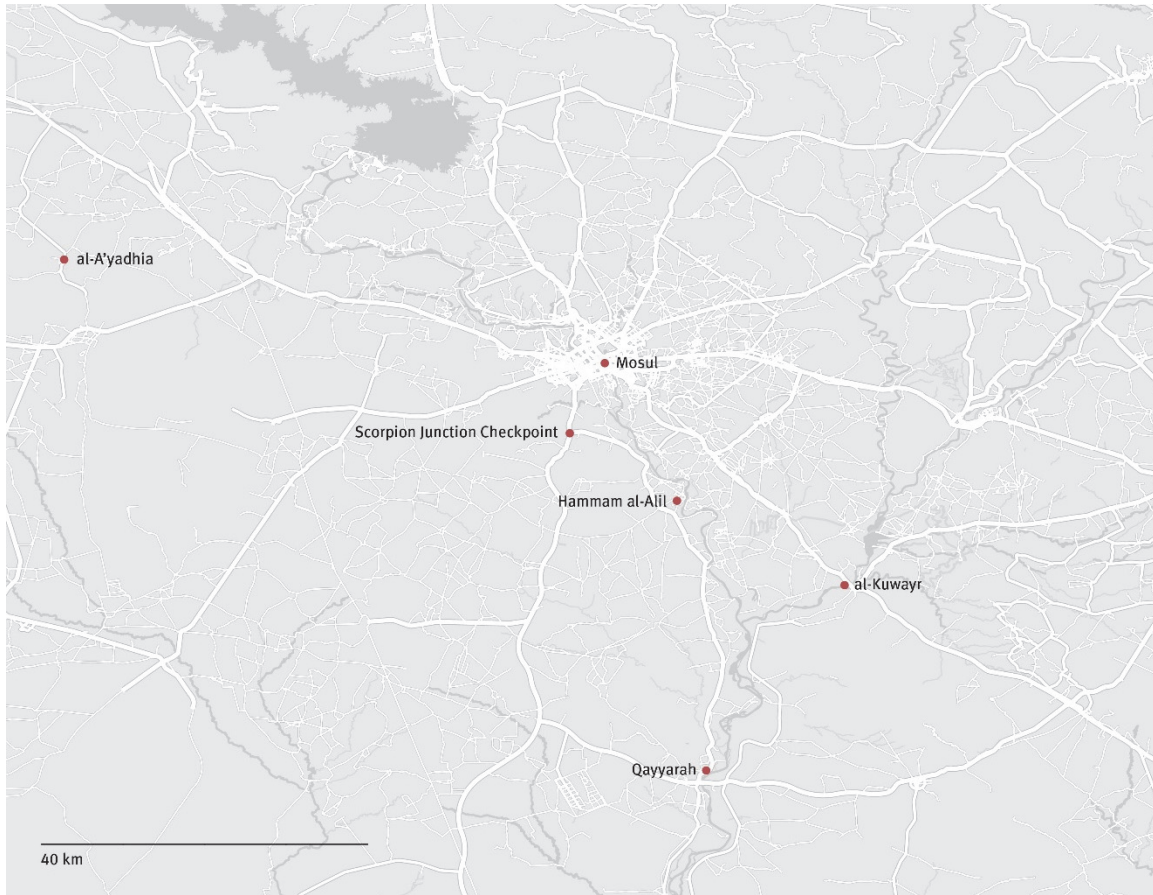 al-A'yadhia
Mosul
Scorpion Junction Checkpoint
Hammam al-Alil
al-Kuwayr
Qayyarah
40 km